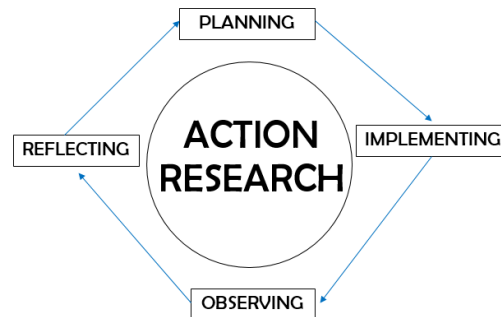 PLANNING
ACTION
RESEARCH
REFLECTING
IMPLEMENTING
OBSERVING